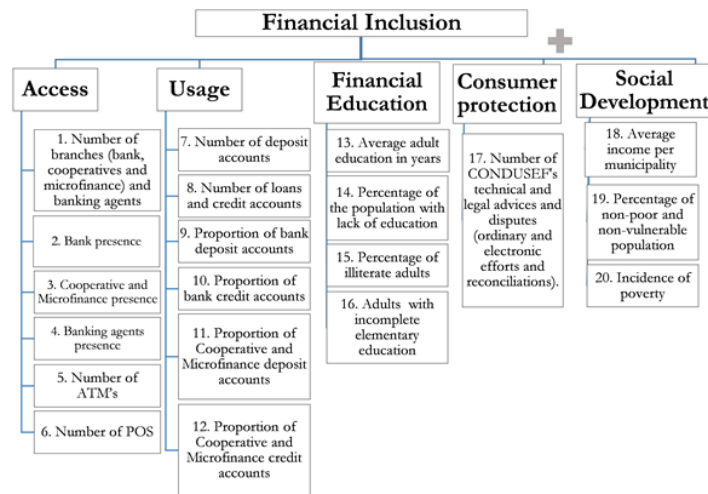 Financial Inclusion
Access
1. Number of
branches (bank,
cooperatives and
microfinance) and
banking agents
2. Bank presence
3. Cooperative and
Microfinance presence
4. Banking agents
presence
5. Number of
ATM's
6. Number of POS
Usage
7. Number of deposit
accounts
8. Number of loans
and credit accounts
9. Proportion of bank
deposit accounts
10. Proportion of
bank credit accounts
11. Proportion of
Cooperative and
Microfinance deposit
accounts
12. Proportion of
Cooperative and
Microfinance credit
accounts
Financial
Education
13. Average adult
education in years
14. Percentage of
the population with
lack of education
15. Percentage of
illiterate adults
16. Adults with
incomplete
elementary
education
Consumer
protection
17. Number of
CONDUSEF's
technical and
legal advices and
disputes
(ordinary and
electronic
efforts and
reconciliations).
Social
Development
18. Average
income per
municipality
19. Percentage of
non-poor and
non-vulnerable
population
20. Incidence of
poverty